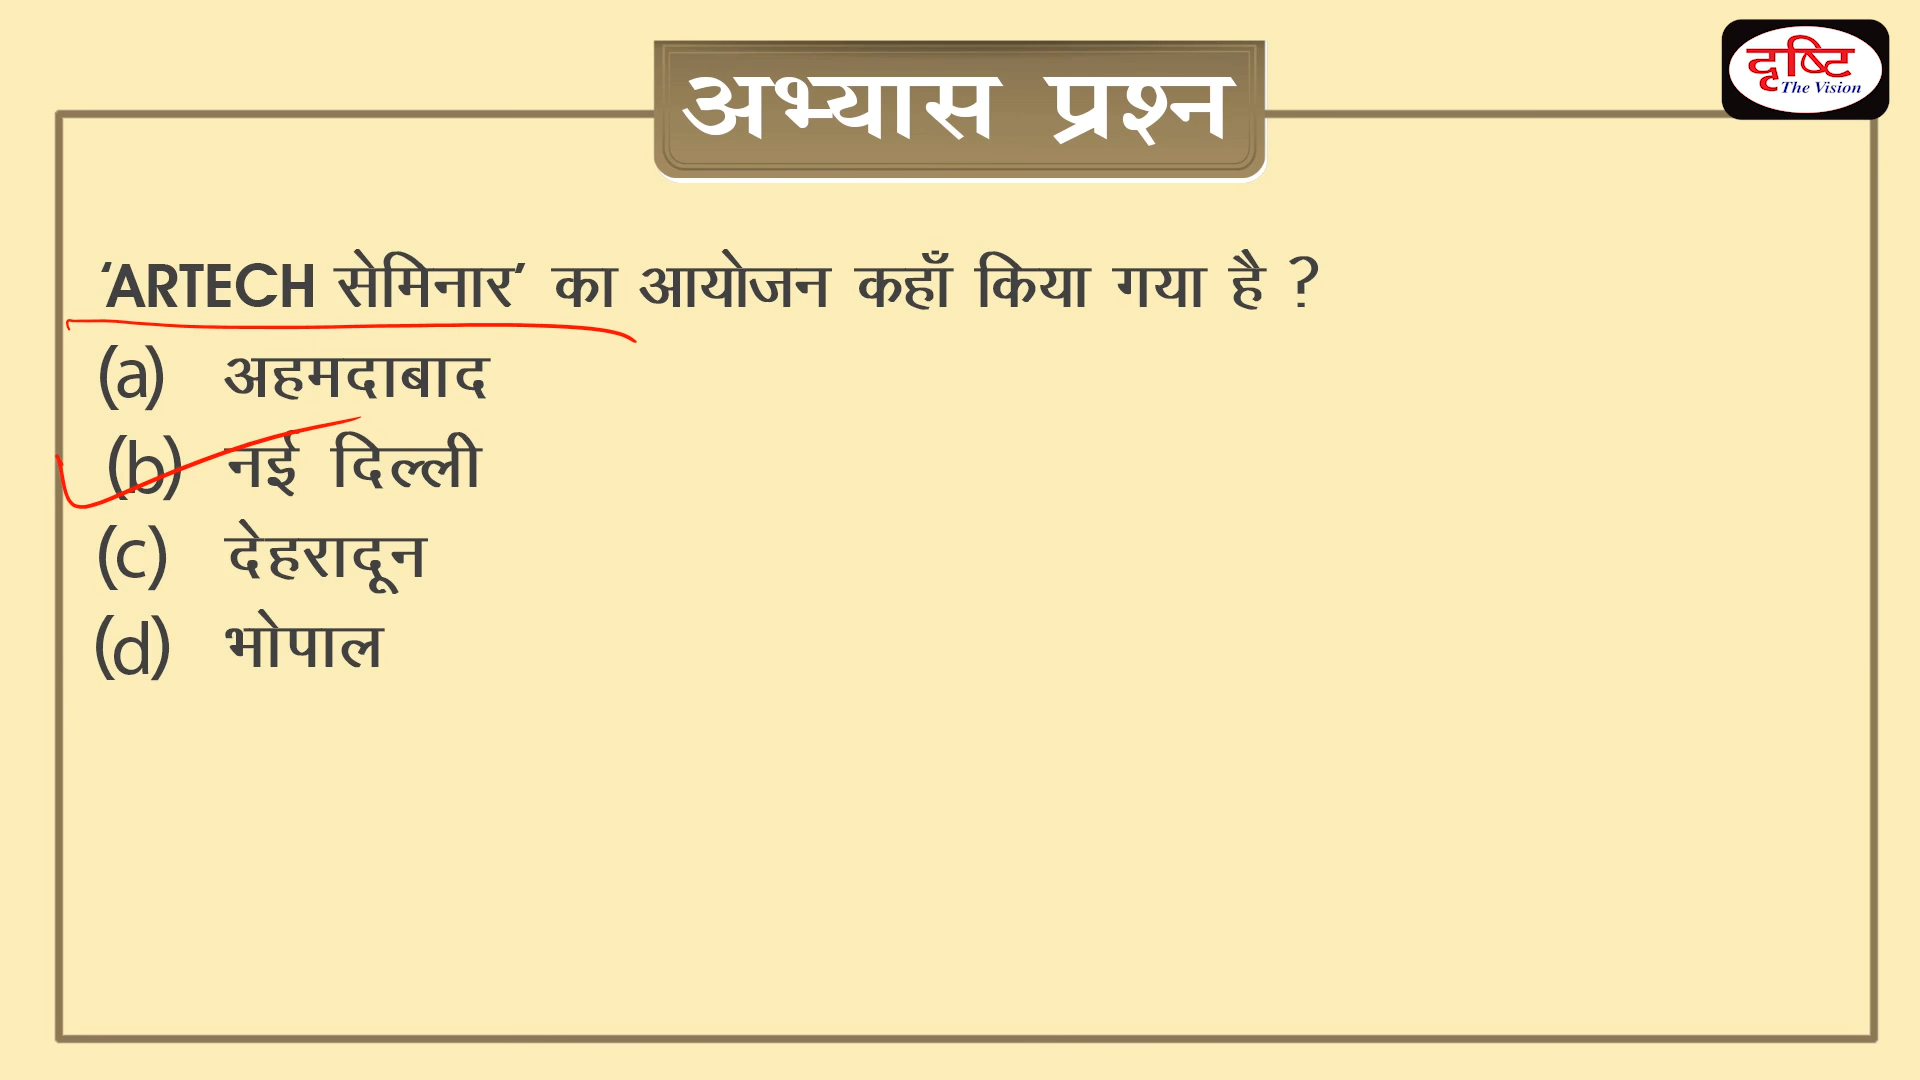 दृष्टि
The Vision
अभ्यास प्रश्न
‘ARTECH सेमिनार’ का आयोजन कहाँ किया गया है ?
(a) अहमदाबाद
(b) नई दिल्ली
(c) देहरादून
(d) भोपाल